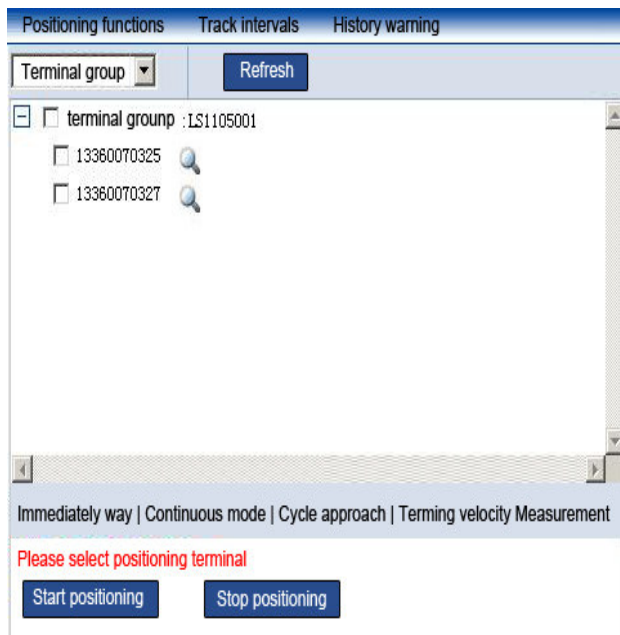 Positioning functions Track intervals History warning
Terminal group Refresh
terminal grounp :LS1105001
13360070325
13360070327
Immediately way | Continuous mode | Cycle approach | Terming velocity Measurement
Please select positioning terminal
Start positioning Stop positioning